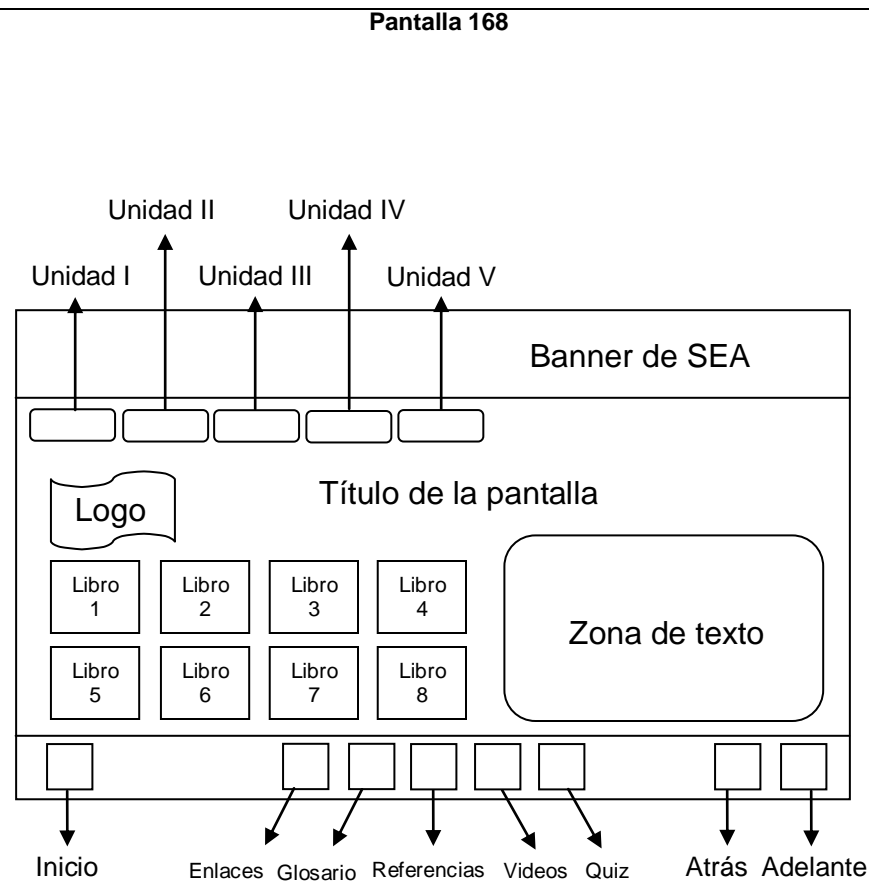 Pantalla 168
Unidad II
Unidad IV
Unidad I
Unidad III
Unidad V
Banner de SEA
Logo
Título de la pantalla
Libro
1
Libro
2
Libro
3
Libro
4
Zona de texto
Libro
5
Libro
6
Libro
7
Libro
8
Inicio
Enlaces
Glosario
Referencias
Videos
Quiz
Atrás
Adelante